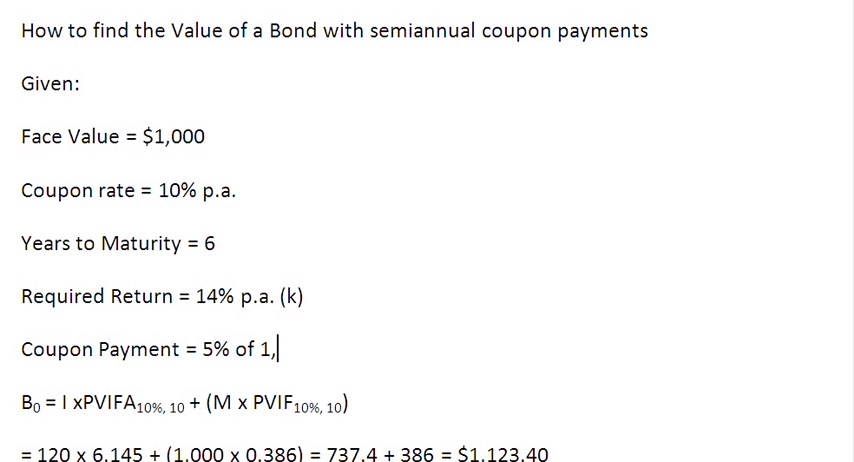 How to find the Value of a Bond with semiannual coupon payments
Given:
Face Value = $1,000
Coupon rate = 10% p.a.
Years to Maturity = 6
Required Return = 14% p.a. (k)
Coupon Payment = 5% of 1,
B₀ = I xPVIFA₁₀%, ₁₀ + (M x PVIF₁₀%, ₁₀)
= 120 x 6.145 + (1.000 x 0.386) = 737.4 + 386 = $1.123.40